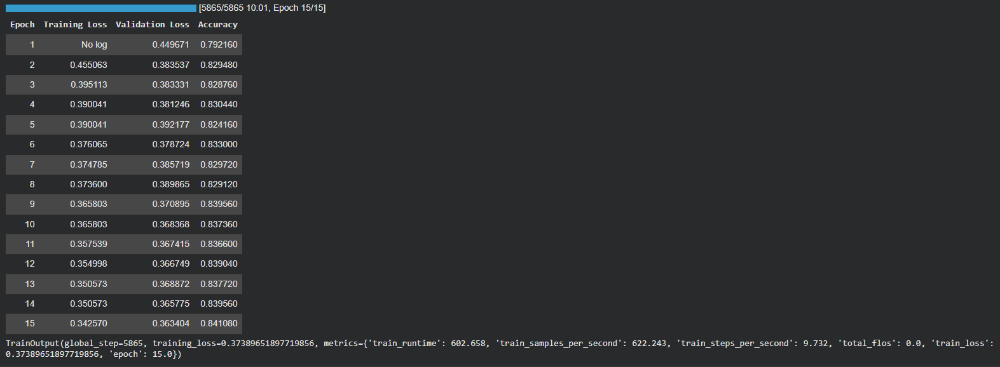 [5865/5865 10:01, Epoch 15/15]
Epoch Training Loss Validation Loss Accuracy
1 No log 0.449671 0.792160
2 0.455063 0.383537 0.829480
3 0.395113 0.383331 0.828760
4 0.390041 0.381246 0.830440
5 0.390041 0.392177 0.824160
6 0.376065 0.378724 0.833000
7 0.374785 0.385719 0.829720
8 0.373600 0.389865 0.829120
9 0.365803 0.370895 0.839560
10 0.365803 0.368368 0.837360
11 0.357539 0.367415 0.836600
12 0.354998 0.366749 0.839040
13 0.350573 0.368872 0.837720
14 0.350573 0.365775 0.839560
15 0.342570 0.363404 0.841080
TrainOutput(global_step=5865, training_loss=0.37389651897719856, metrics={'train_runtime': 602.658, 'train_samples_per_second': 622.243, 'train_steps_per_second': 9.732, 'total_flos': 0.0, 'train_loss':
0.37389651897719856, 'epoch': 15.0})